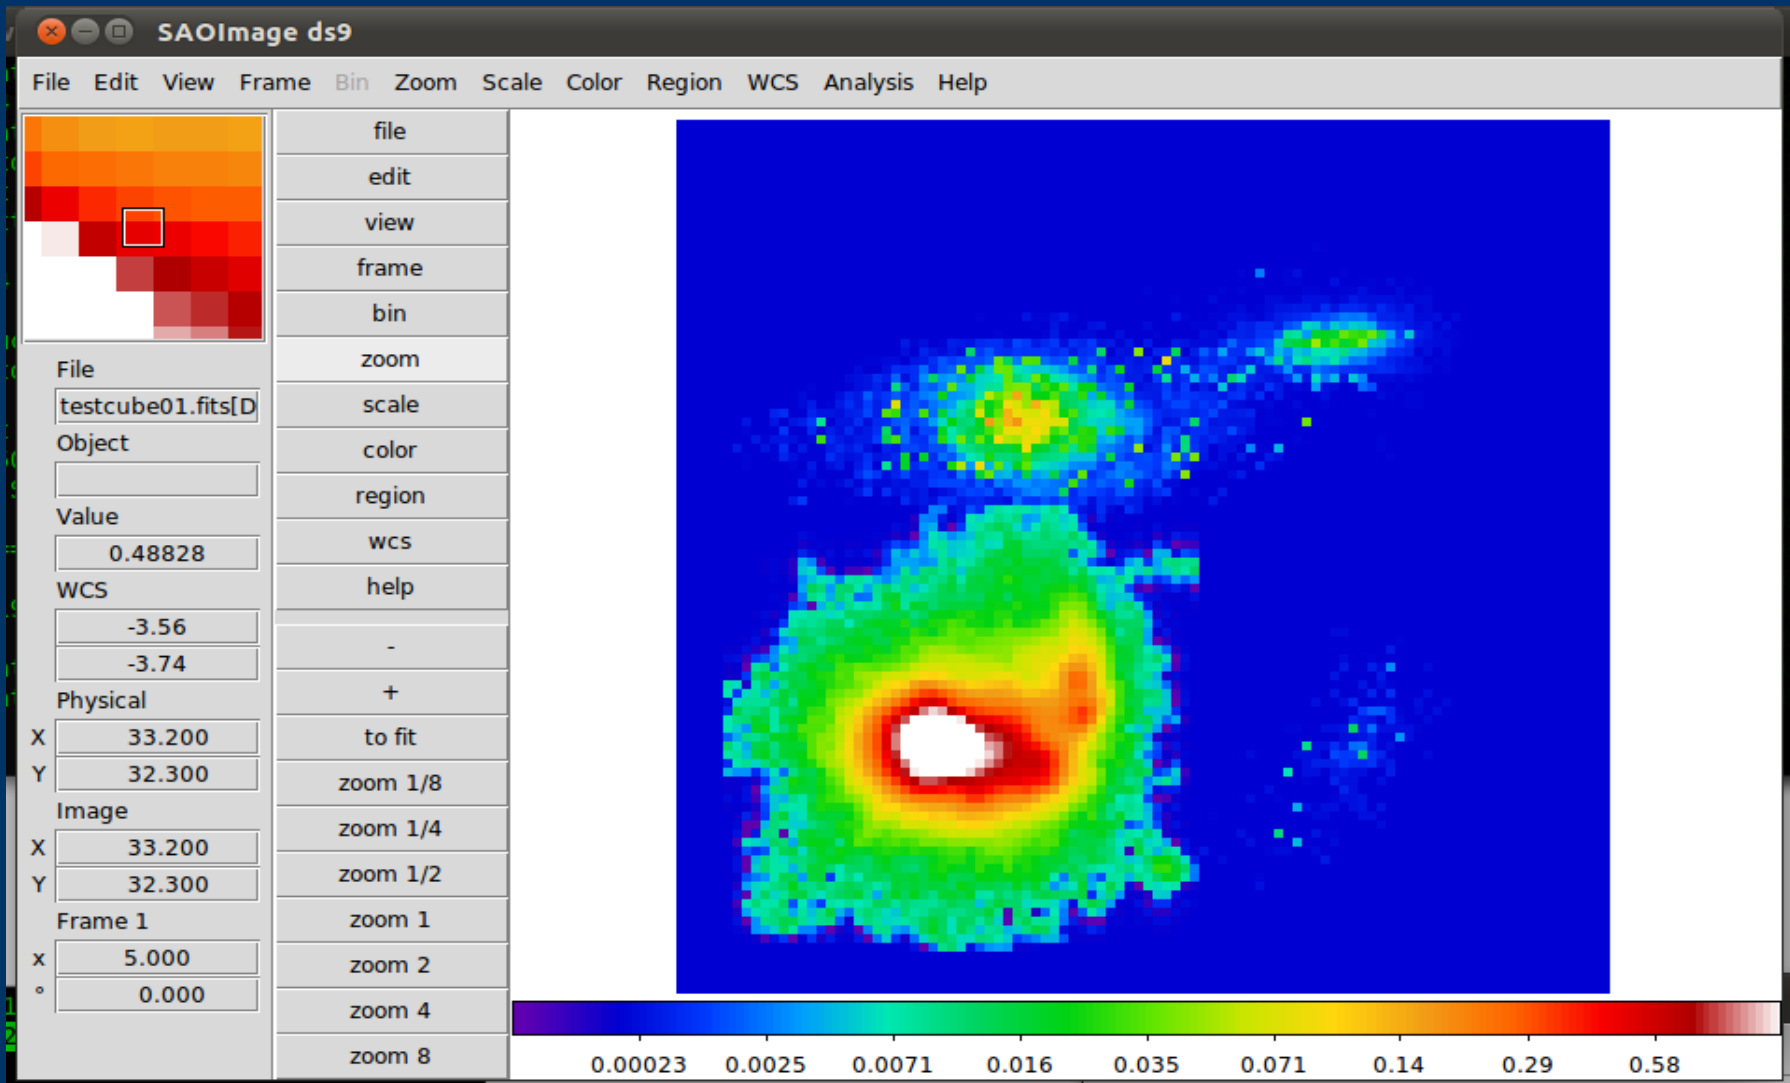 SAOImage ds9
File Edit View Frame Bin Zoom Scale Color Region WCS Analysis Help
file
edit
view
frame
bin
zoom
scale
color
region
wcs
help
-
+
to fit
zoom 1/8
zoom 1/4
zoom 1/2
zoom 1
zoom 2
zoom 4
zoom 8
File
testcube01.fits[D
Object
Value
0.48828
WCS
-3.56
-3.74
Physical
X 33.200
Y 32.300
Image
X 33.200
Y 32.300
Frame 1
x 5.000
° 0.000
0.00023 0.0025 0.0071 0.016 0.035 0.071 0.14 0.29 0.58